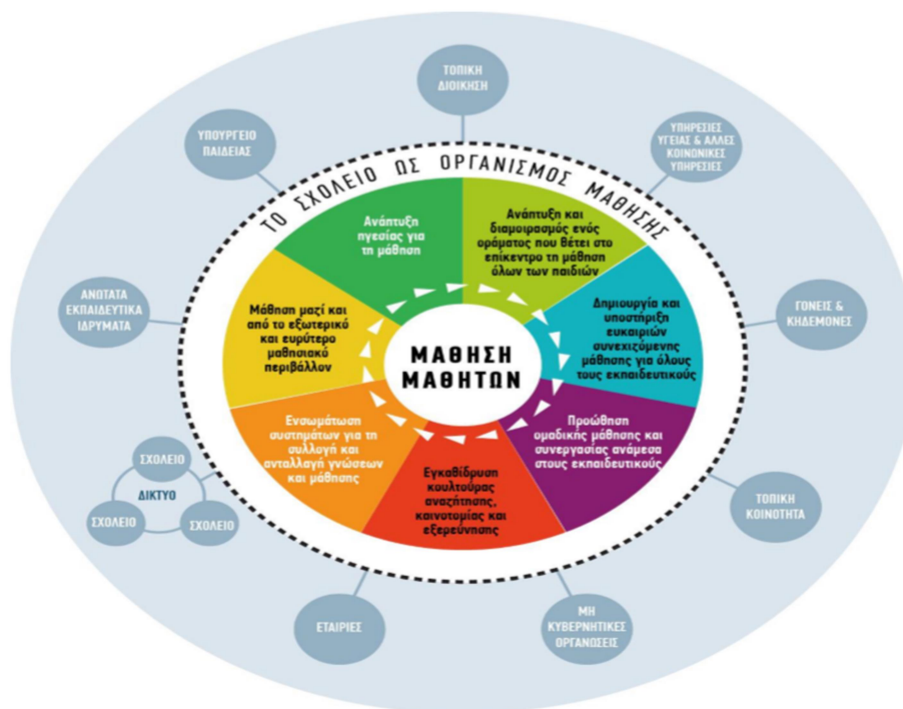 ΤΟΠΙΚΗ
ΔΙΟΙΚΗΣΗ
ΥΠΟΥΡΓΕΙΟ
ΠΑΙΔΕΙΑΣ
ΥΠΗΡΕΣΙΕΣ
ΥΓΕΙΑΣ & ΑΛΛΕΣ
ΚΟΙΝΩΝΙΚΕΣ
ΥΠΗΡΕΣΙΕΣ
ΤΟ ΣΧΟΛΕΙΟ ΩΣ ΟΡΓΑΝΙΣΜΟΣ ΜΑΘΗΣΗΣ
Ανάπτυξη
ηγεσίας για
τη μάθηση
Ανάπτυξη και
διαμοιρασμός ενός
οράματος που θέτει στο
επίκεντρο τη μάθηση
όλων των παιδιών
ΑΝΩΤΑΤΑ
ΕΚΠΑΙΔΕΥΤΙΚΑ
ΙΔΡΥΜΑΤΑ
Μάθηση μαζί και
από το εξωτερικό
και ευρύτερο
μαθησιακό
περιβάλλον
Δημιουργία και
υποστήριξη
ευκαιριών
συνεχιζόμενης
μάθησης για όλους
τους εκπαιδευτικούς
ΓΟΝΕΙΣ &
ΚΗΔΕΜΟΝΕΣ
ΜΑΘΗΣΗ
ΜΑΘΗΤΩΝ
Ενσωμάτωση
συστημάτων για τη
συλλογή και
ανταλλαγή γνώσεων
και μάθησης
Προώθηση
ομαδικής μάθησης και
συνεργασίας ανάμεσα
στους εκπαιδευτικούς
Εγκαθίδρυση
κουλτούρας
αναζήτησης,
καινοτομίας και
εξερεύνησης
ΣΧΟΛΕΙΟ
ΔΙΚΤΥΟ
ΣΧΟΛΕΙΟ
ΣΧΟΛΕΙΟ
ΤΟΠΙΚΗ
ΚΟΙΝΟΤΗΤΑ
ΕΤΑΙΡΙΕΣ
ΜΗ
ΚΥΒΕΡΝΗΤΙΚΕΣ
ΟΡΓΑΝΩΣΕΙΣ